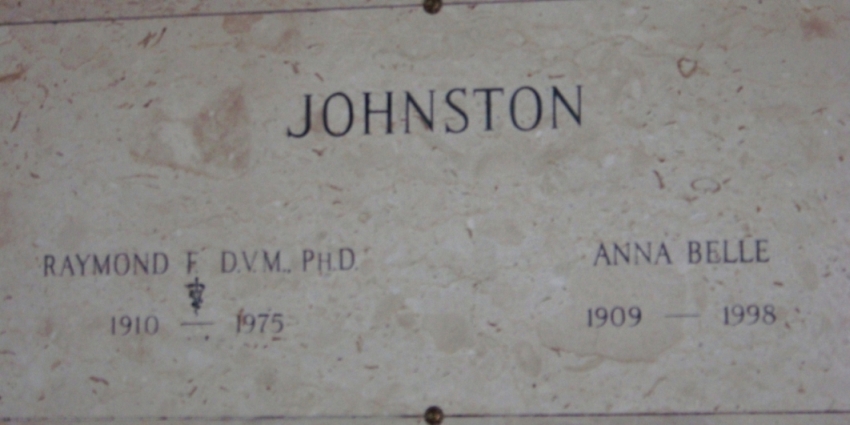 JOHNSTON
RAYMOND F. D.V.M., PH.D.
1910 — 1975
ANNA BELLE
1909 — 1998